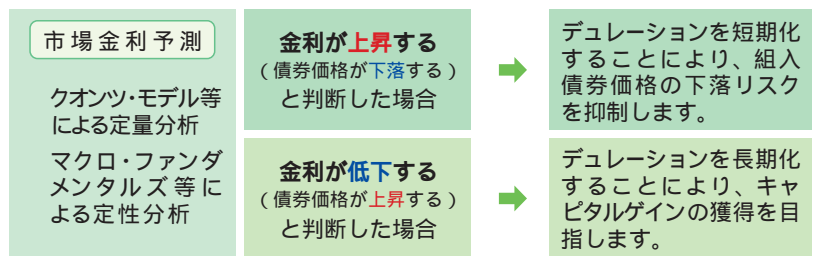 市場金利予測
クオンツ・モデル等
による定量分析
マクロ・ファンダ
メンタルズ等に
よる定性分析
金利が上昇する
(債券価格が下落する)
と判断した場合
デュレーションを短期化
することにより、組入
債券価格の下落リスク
を抑制します。
金利が低下する
(債券価格が上昇する)
と判断した場合
デュレーションを長期化
することにより、キャ
ピタルゲインの獲得を目
指します。